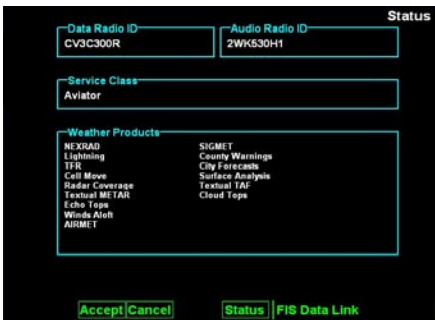 Status
Data Radio ID
CV3C300R
Audio Radio ID
2WK530H1
Service Class
Aviator
Weather Products
NEXRAD
Lightning
TFR
Cell Move
Radar Coverage
Textual METAR
Echo Tops
Winds Aloft
AIRMET
SIGMET
County Warnings
City Forecasts
Surface Analysis
Textual TAF
Cloud Tops
Accept Cancel Status FIS Data Link